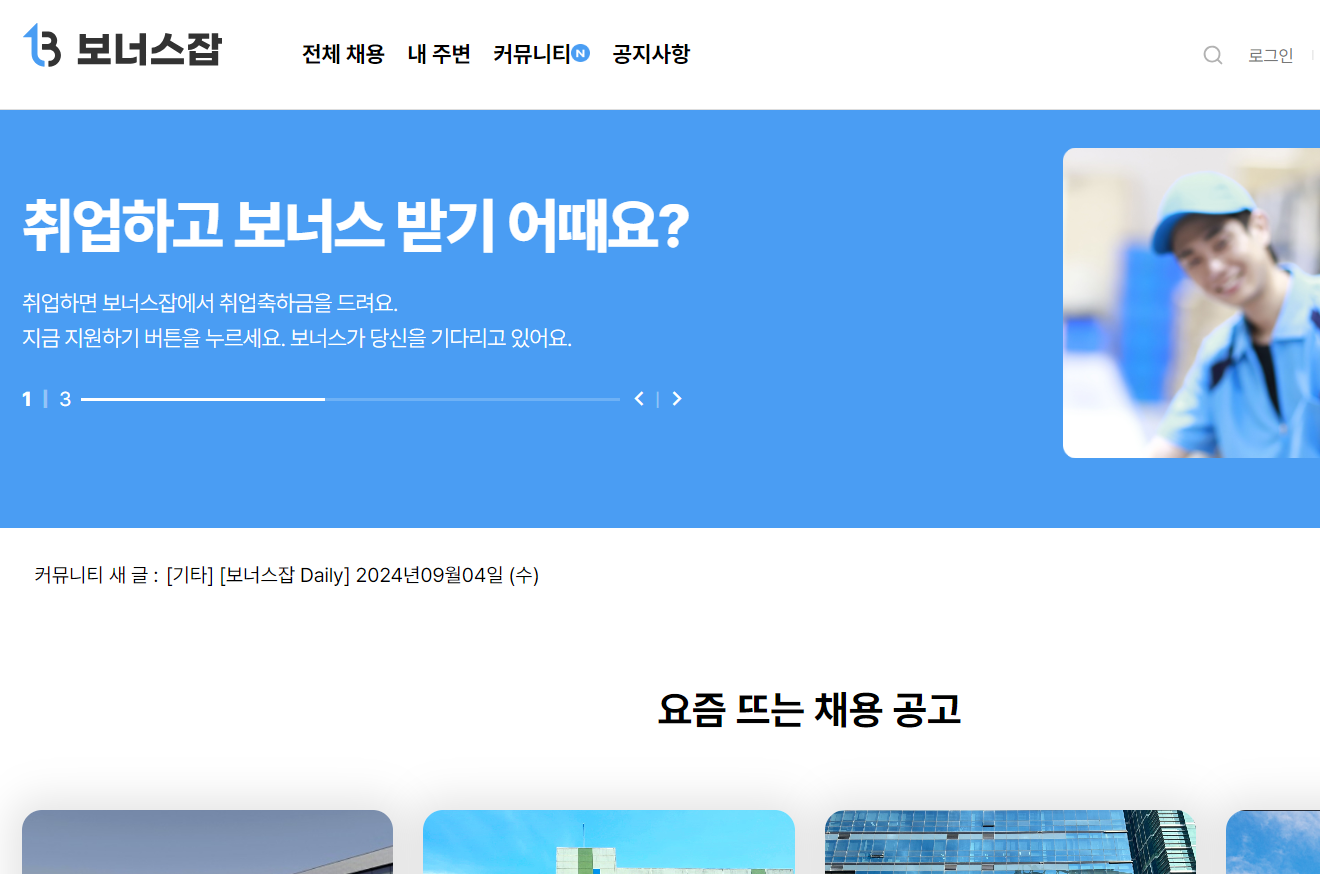 보너스잡
전체 채용 내 주변 커뮤니티 N 공지사항
로그인
취업하고 보너스 받기 어때요?
취업하면 보너스잡에서 취업축하금을 드려요.
지금 지원하기 버튼을 누르세요. 보너스가 당신을 기다리고 있어요.
1 | 3
커뮤니티 새 글 : [기타] [보너스잡 Daily] 2024년09월04일 (수)
요즘 뜨는 채용 공고